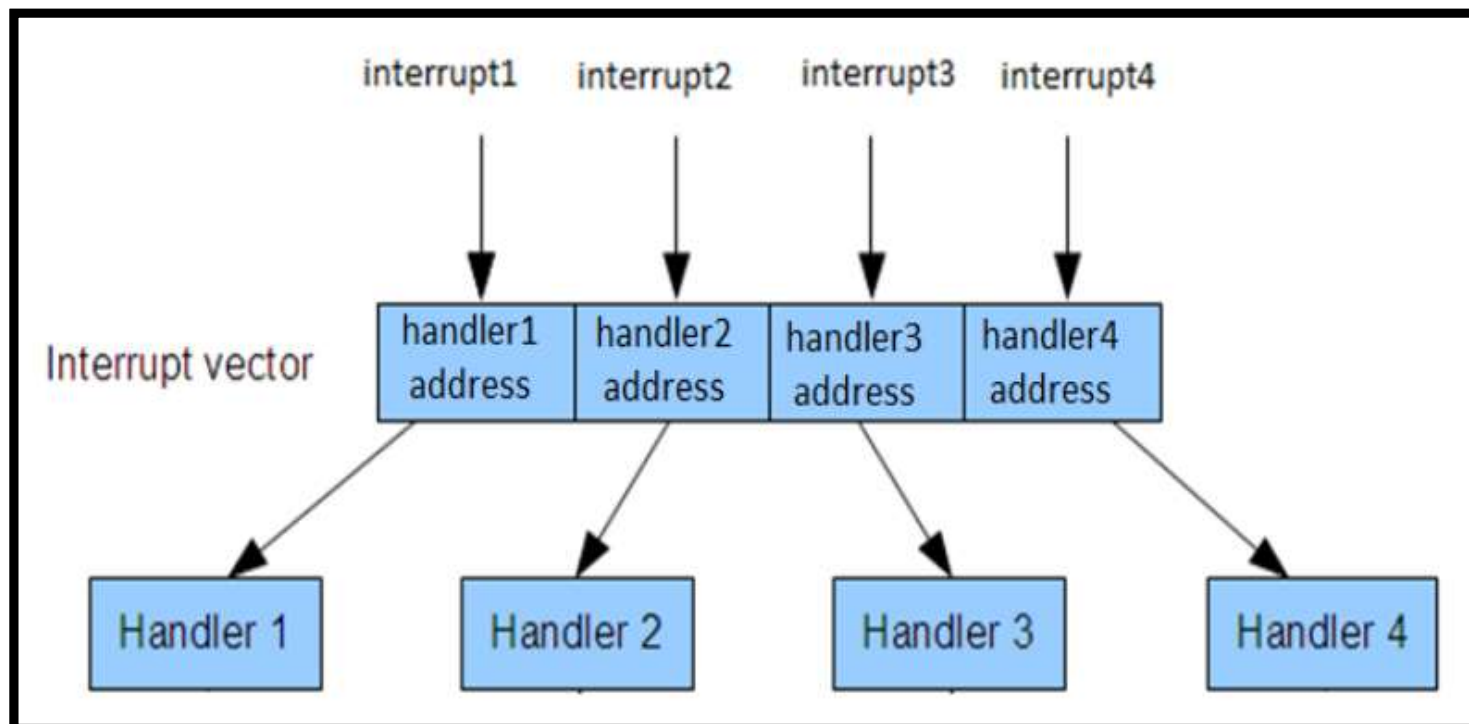 interrupt1 interrupt2 interrupt3 interrupt4
Interrupt vector
handler1 address
handler2 address
handler3 address
handler4 address
Handler 1 Handler 2 Handler 3 Handler 4